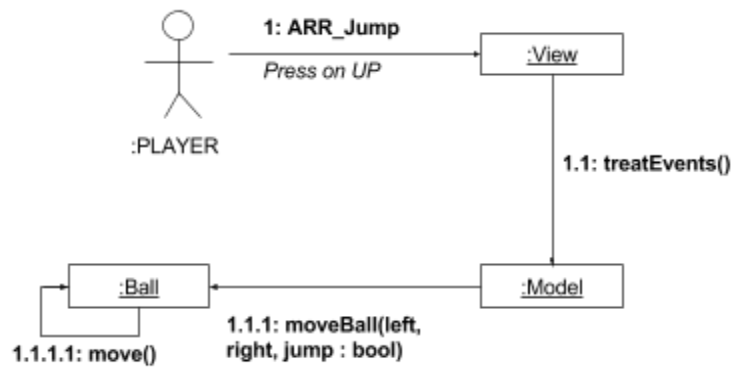 1: ARR_Jump
Press on UP
:View
:PLAYER
1.1: treatEvents()
:Ball
:Model
1.1.1: moveBall(left,
right, jump : bool)
1.1.1.1: move()